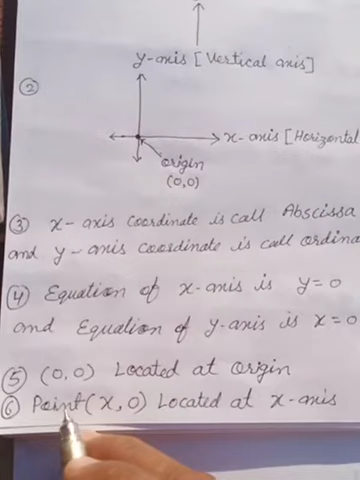 y-axis [Vertical axis]
②
x-axis [Horizontal
origin
(0,0)
③ x-axis coordinate is call Abscissa
and y-axis coordinate is call ordina
④ Equation of x-axis is y=0
and Equation of y-axis is x=0
⑤ (0,0) Located at origin
⑥ Point(x,0) Located at x-axis